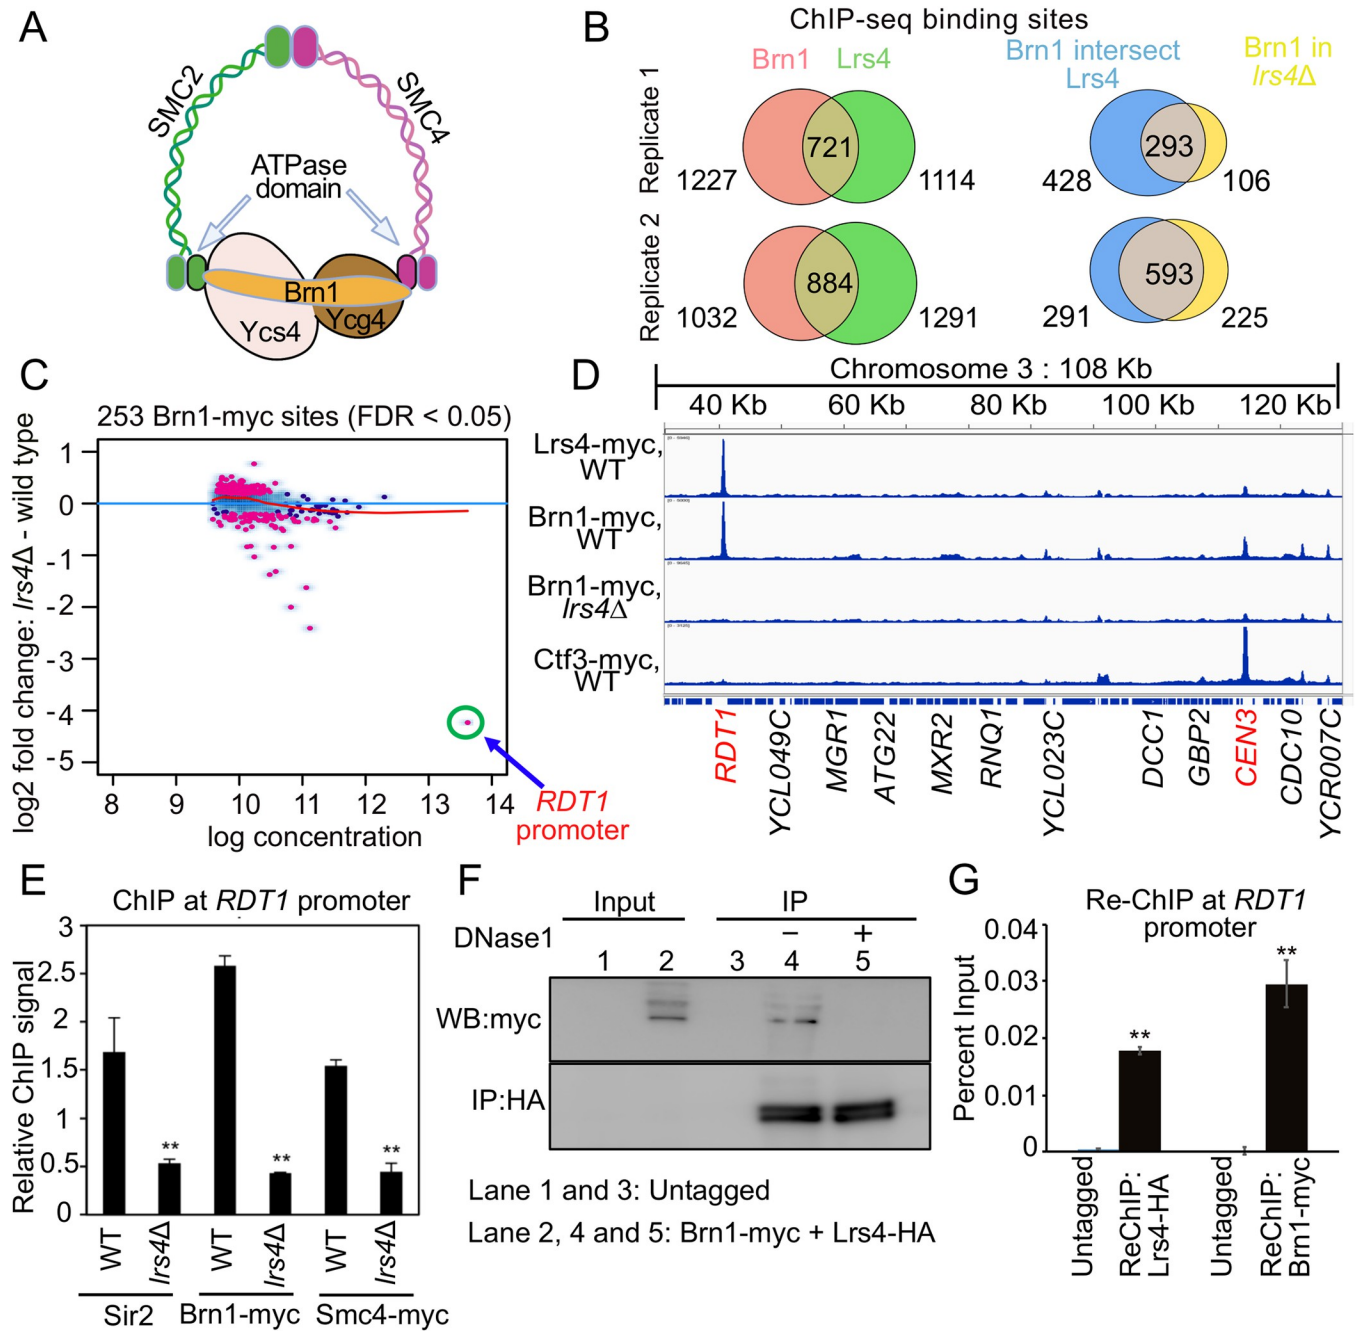 A
SMC2
SMC4
ATPase
domain
Brn1
Ycs4
Ycg4
B
ChIP-seq binding sites
Brn1
Lrs4
Brn1 intersect
Lrs4
Brn1 in
lrs4Δ
Replicate 1
1227
721
1114
428
293
106
Replicate 2
1032
884
1291
291
593
225
C
253 Brn1-myc sites (FDR < 0.05)
log2 fold change: lrs4Δ - wild type
1
0
-1
-2
-3
-4
-5
8 9 10 11 12 13 14
log concentration
RDT1
promoter
D
Chromosome 3 : 108 Kb
40 Kb 60 Kb 80 Kb 100 Kb 120 Kb
Lrs4-myc,
WT
Brn1-myc,
WT
Brn1-myc,
lrs4Δ
Ctf3-myc,
WT
RDT1
YCL049C
MGR1
ATG22
MXR2
RNQ1
YCL023C
DCC1
GBP2
CEN3
CDC10
YCR007C
E
ChIP at RDT1 promoter
Relative ChIP signal
3
2.5
2
1.5
1
0.5
0
**
**
**
WT
lrs4Δ
WT
lrs4Δ
WT
lrs4Δ
Sir2
Brn1-myc
Smc4-myc
F
Input
IP
DNase1
− +
1 2 3 4 5
WB:myc
IP:HA
Lane 1 and 3: Untagged
Lane 2, 4 and 5: Brn1-myc + Lrs4-HA
G
Re-ChIP at RDT1
promoter
Percent Input
0.04
0.03
0.02
0.01
0
**
**
Untagged
ReChIP:
Lrs4-HA
Untagged
ReChIP:
Brn1-myc